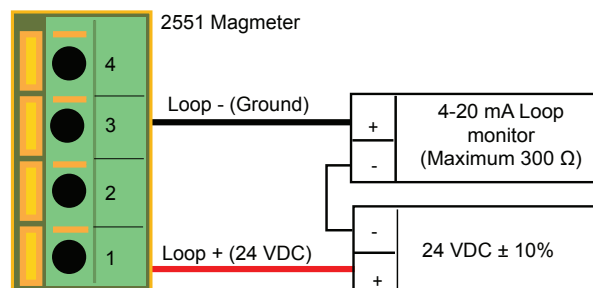 2551 Magmeter
4
Loop - (Ground)
3
+
4-20 mA Loop
monitor
(Maximum 300 Ω)
-
2
-
24 VDC ± 10%
1
Loop + (24 VDC)
+